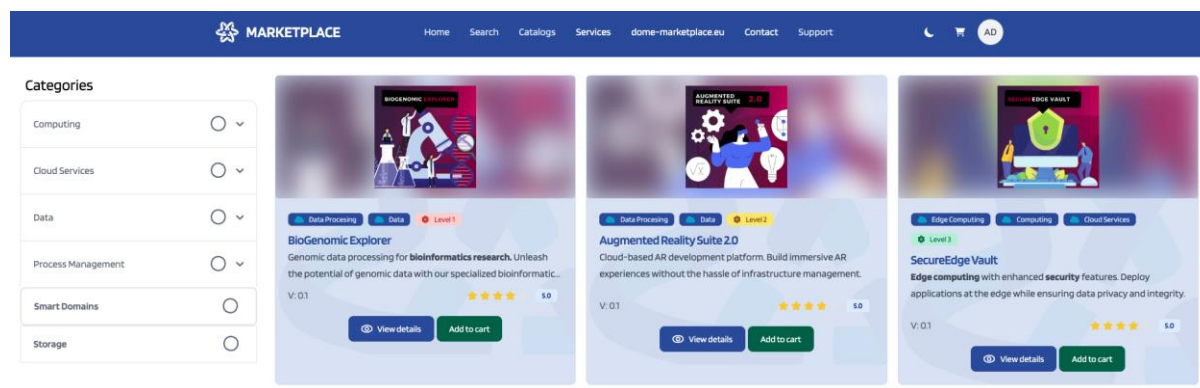 MARKETPLACE
Home Search Catalogs Services dome-marketplace.eu Contact Support
AD
Categories
Computing
Cloud Services
Data
Process Management
Smart Domains
Storage
BIOGENOMIC EXPLORER
Data Procesing Data Level 1
BioGenomic Explorer
Genomic data processing for bioinformatics research. Unleash
the potential of genomic data with our specialized bioinformatic...
V: 0.1 5.0
View details Add to cart
AUGMENTED
REALITY SUITE 2.0
Data Procesing Data Level 2
Augmented Reality Suite 2.0
Cloud-based AR development platform. Build immersive AR
experiences without the hassle of infrastructure management.
V: 0.1 5.0
View details Add to cart
SECUREEDGE VAULT
Edge Computing Computing Cloud Services
Level 3
SecureEdge Vault
Edge computing with enhanced security features. Deploy
applications at the edge while ensuring data privacy and integrity.
V: 0.1 5.0
View details Add to cart